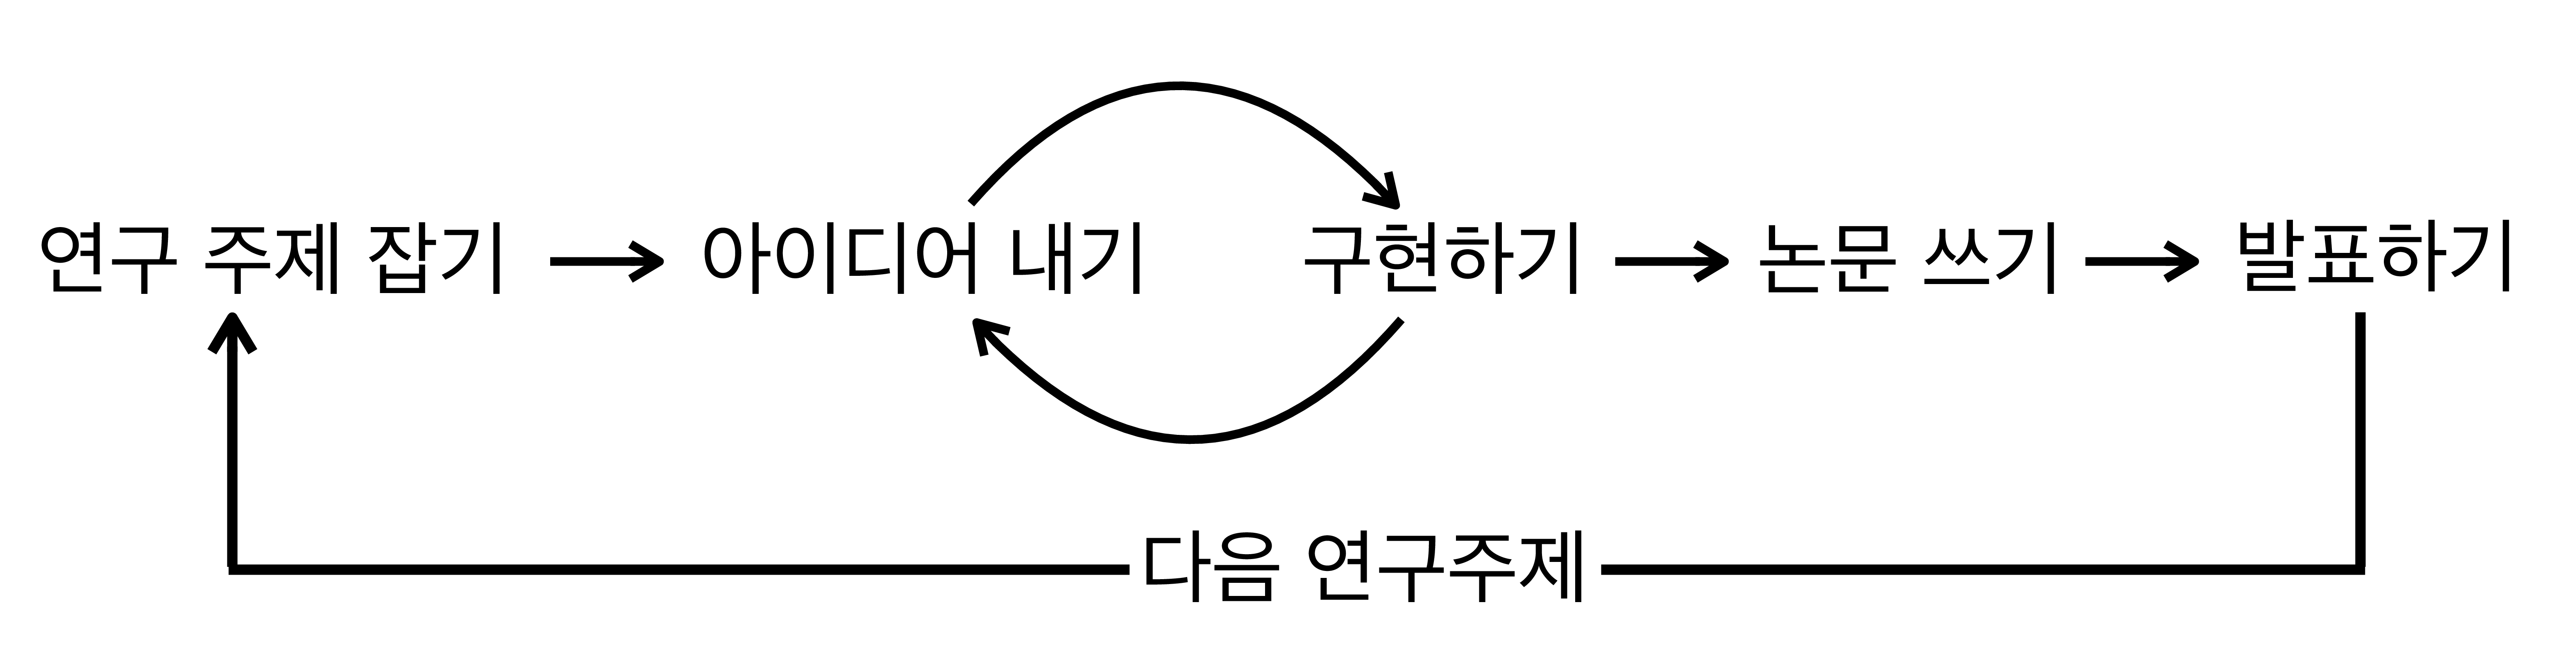 연구 주제 잡기 → 아이디어 내기 구현하기 → 논문 쓰기 → 발표하기
다음 연구주제